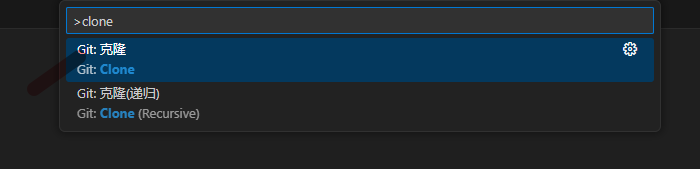 >clone
Git: 克隆
Git: Clone
Git: 克隆(递归)
Git: Clone (Recursive)